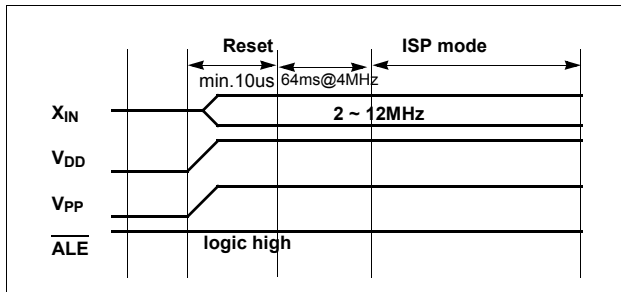 Reset ISP mode
min.10us 64ms@4MHz
XIN 2 ~ 12MHz
VDD
VPP
ALE logic high